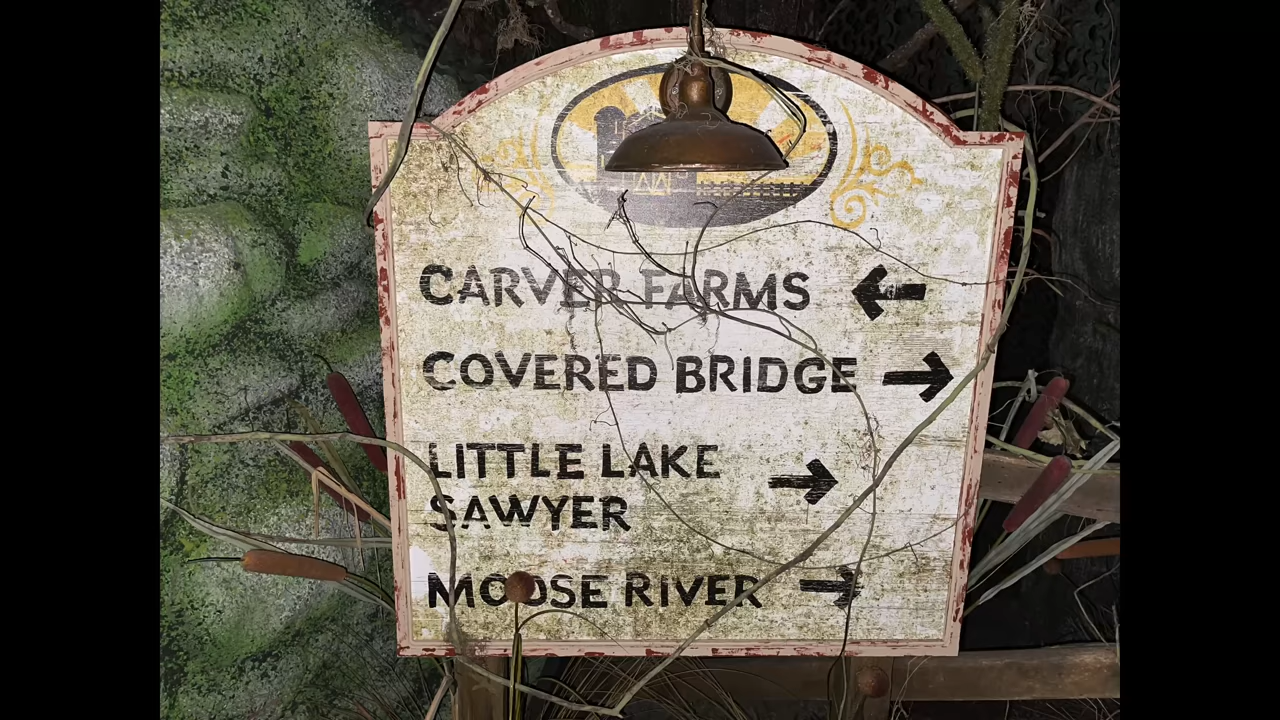 CARVER FARMS ←
COVERED BRIDGE →
LITTLE LAKE →
SAWYER
MOOSE RIVER →